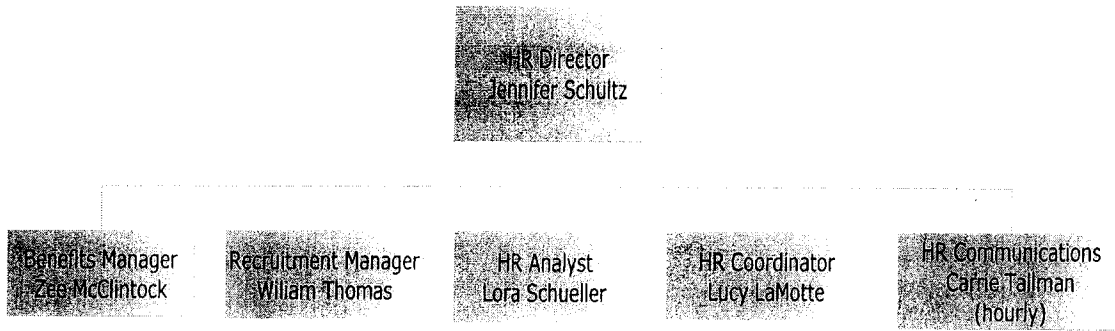 HR Director
Jennifer Schultz
Benefits Manager
Zee McClintock
Recruitment Manager
William Thomas
HR Analyst
Lora Schueller
HR Coordinator
Lucy LaMotte
HR Communications
Carrie Tallman
(hourly)